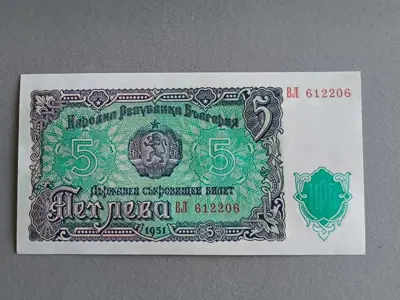 ВЛ 612206
Народна Република България
5
5 5
Държавен съкровищен билет
Пет лева ВЛ 612206
1951
5